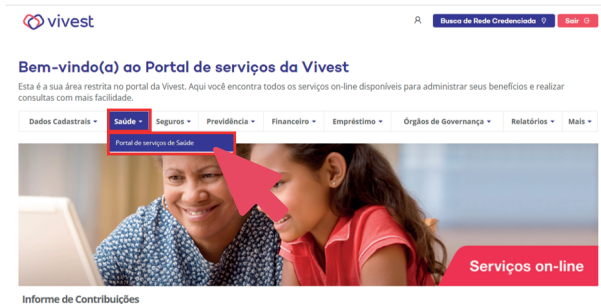 vivest
Busca de Rede Credenciada
Sair
Bem-vindo(a) ao Portal de serviços da Vivest
Esta é a sua área restrita no portal da Vivest. Aqui você encontra todos os serviços on-line disponíveis para administrar seus benefícios e realizar
consultas com mais facilidade.
Dados Cadastrais Saúde Seguros Previdência Financeiro Empréstimo Órgãos de Governança Relatórios Mais
Portal de serviços de Saúde
Serviços on-line
Informe de Contribuições